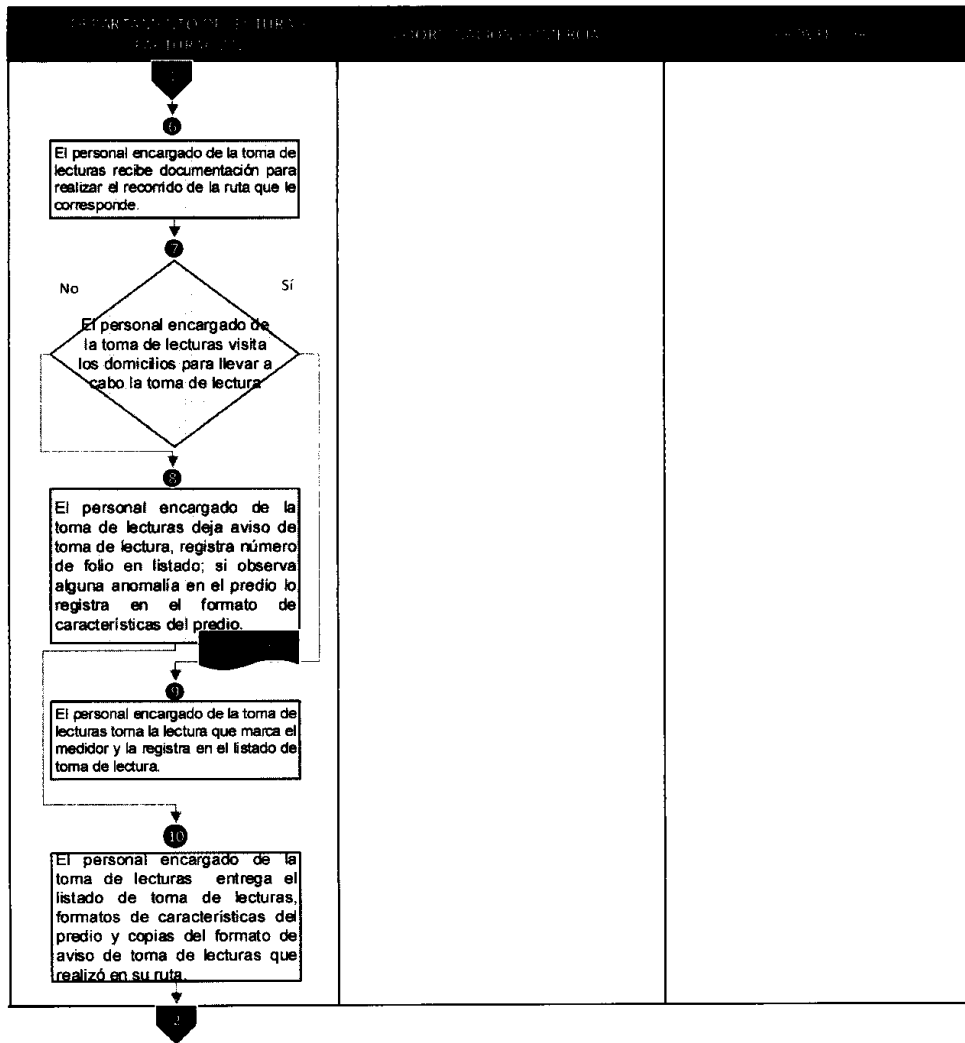 6
El personal encargado de la toma de
lecturas recibe documentación para
realizar el recorrido de la ruta que le
corresponde.
7
No
Sí
El personal encargado de
la toma de lecturas visita
los domicilios para llevar a
cabo la toma de lectura
8
El personal encargado de la
toma de lecturas deja aviso de
toma de lectura, registra número
de folio en listado; si observa
alguna anomalía en el predio lo
registra en el formato de
características del predio.
9
El personal encargado de la toma de
lecturas toma la lectura que marca el
medidor y la registra en el listado de
toma de lectura.
10
El personal encargado de la
toma de lecturas entrega el
listado de toma de lecturas,
formatos de características del
predio y copias del formato de
aviso de toma de lecturas que
realizó en su ruta.
2